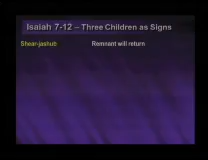 Isaiah 7-12 – Three Children as Signs
Shear-jashub Remnant will return